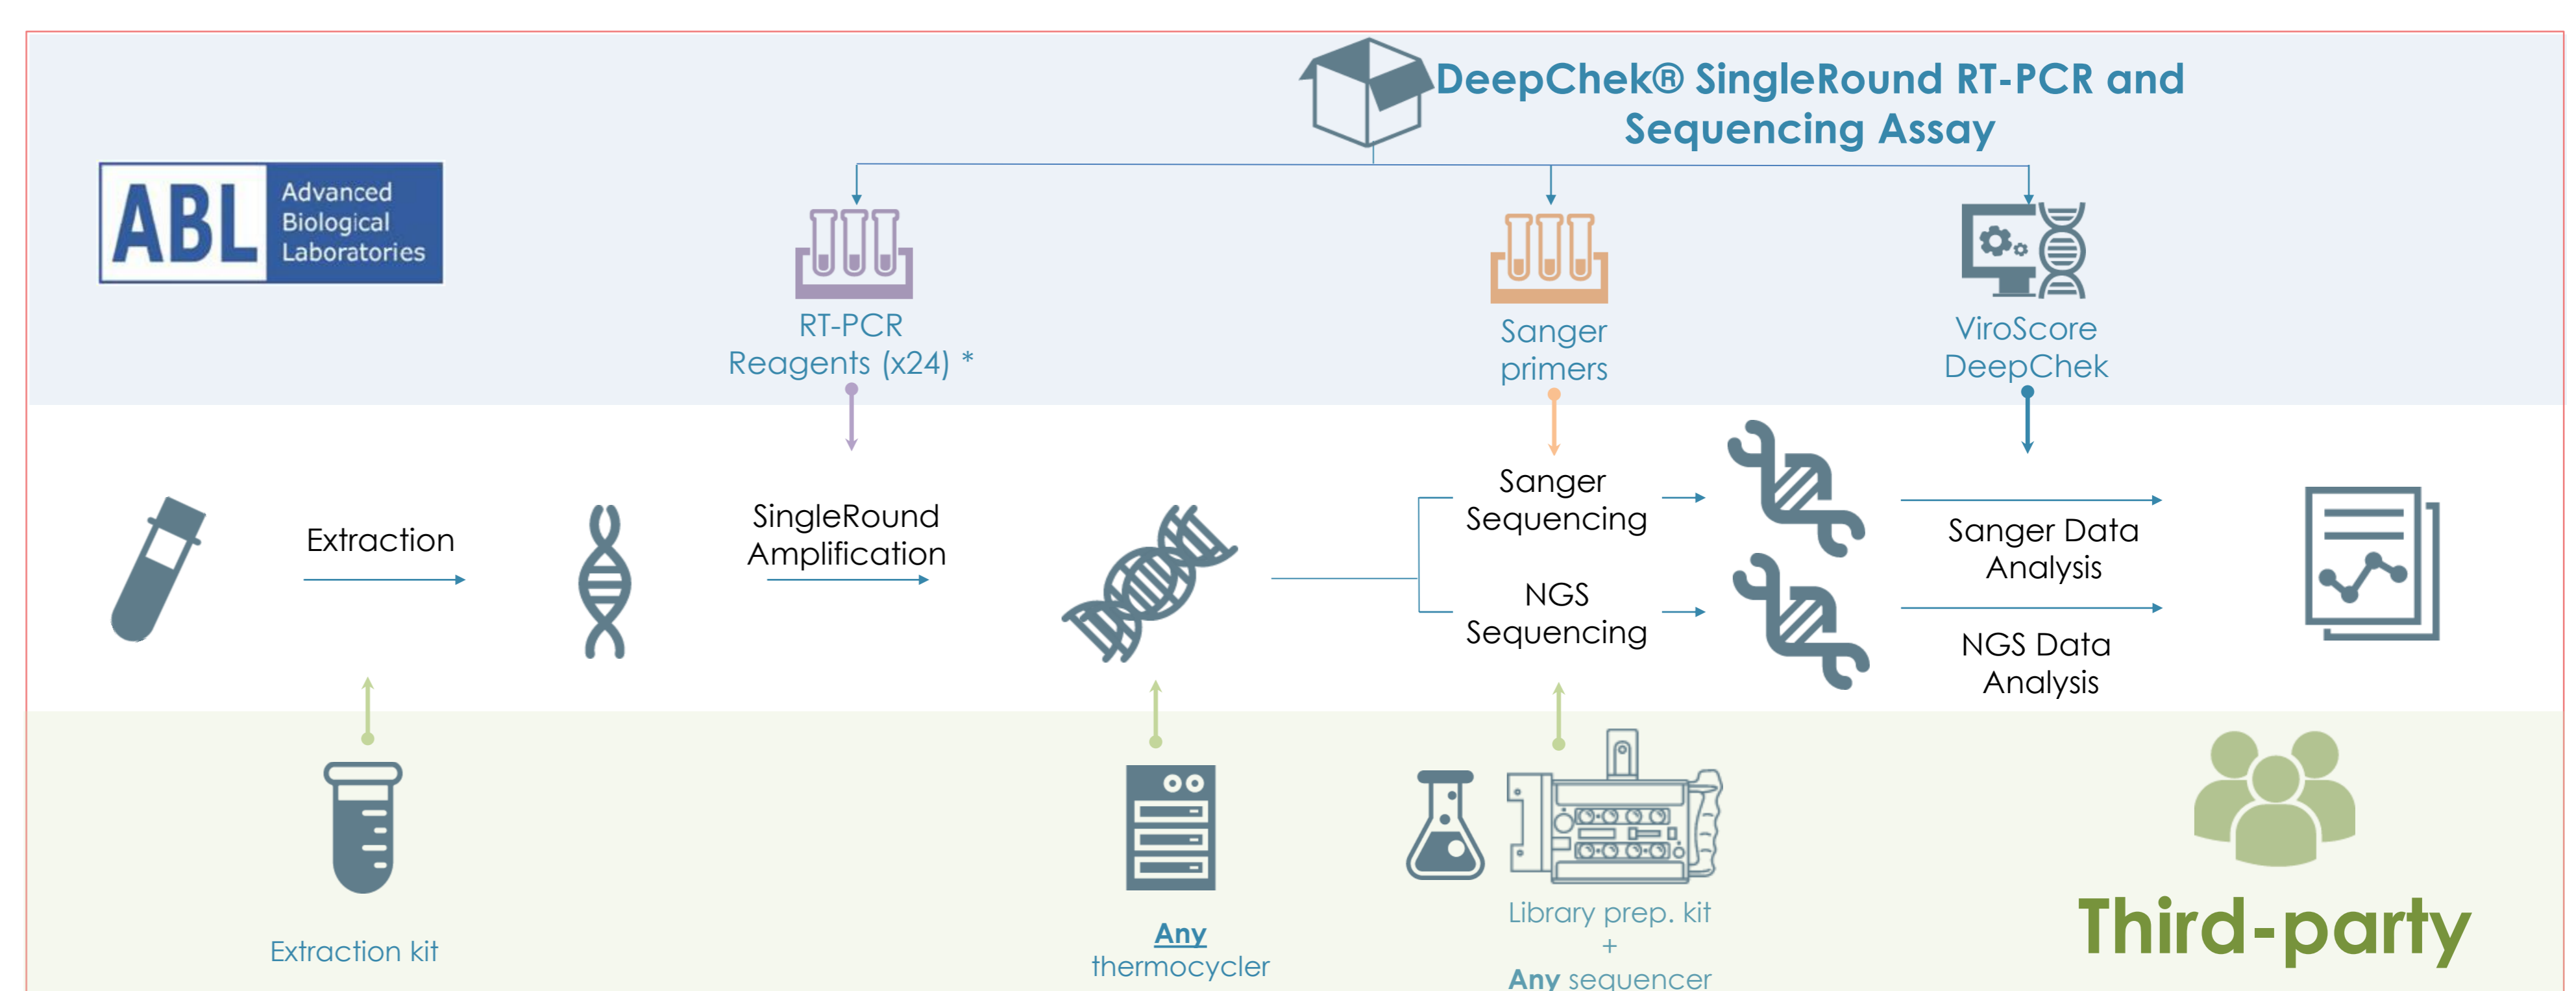 DeepChek® SingleRound RT-PCR and
Sequencing Assay
ABL
Advanced
Biological
Laboratories
RT-PCR
Reagents (x24) *
Sanger
primers
ViroScore
DeepChek
Extraction
SingleRound
Amplification
Sanger
Sequencing
NGS
Sequencing
Sanger Data
Analysis
NGS Data
Analysis
Extraction kit
Any
thermocycler
Library prep. kit
+
Any sequencer
Third-party